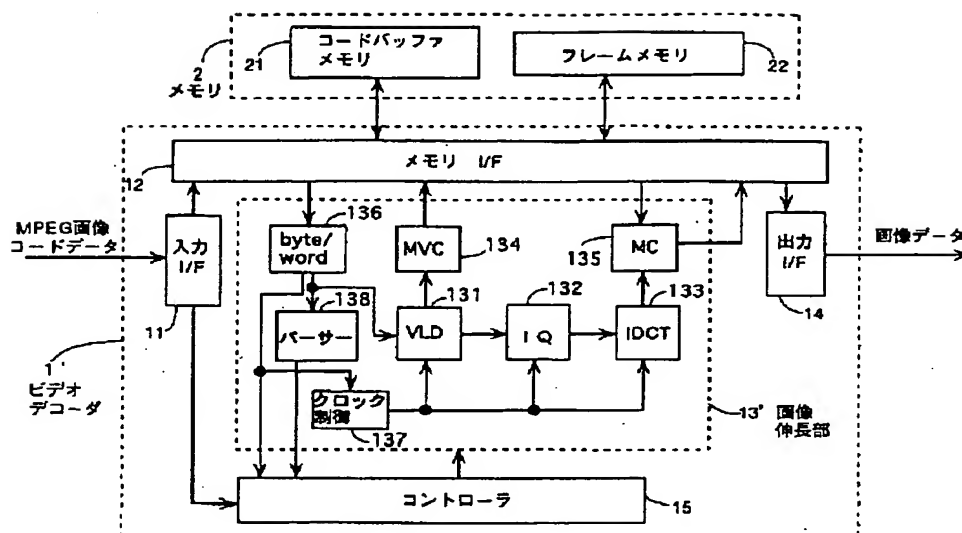 21
コードバッファ
メモリ
フレームメモリ
22
2
メモリ
12
メモリ I/F
MPEG画像
コードデータ
入力
I/F
11
136
byte/
word
138
パーサー
MVC
134
131
VLD
132
IQ
133
IDCT
MC
135
出力
I/F
14
画像データ
クロック
制御
137
13' 画像
伸長部
1'
ビデオ
デコーダ
コントローラ
15